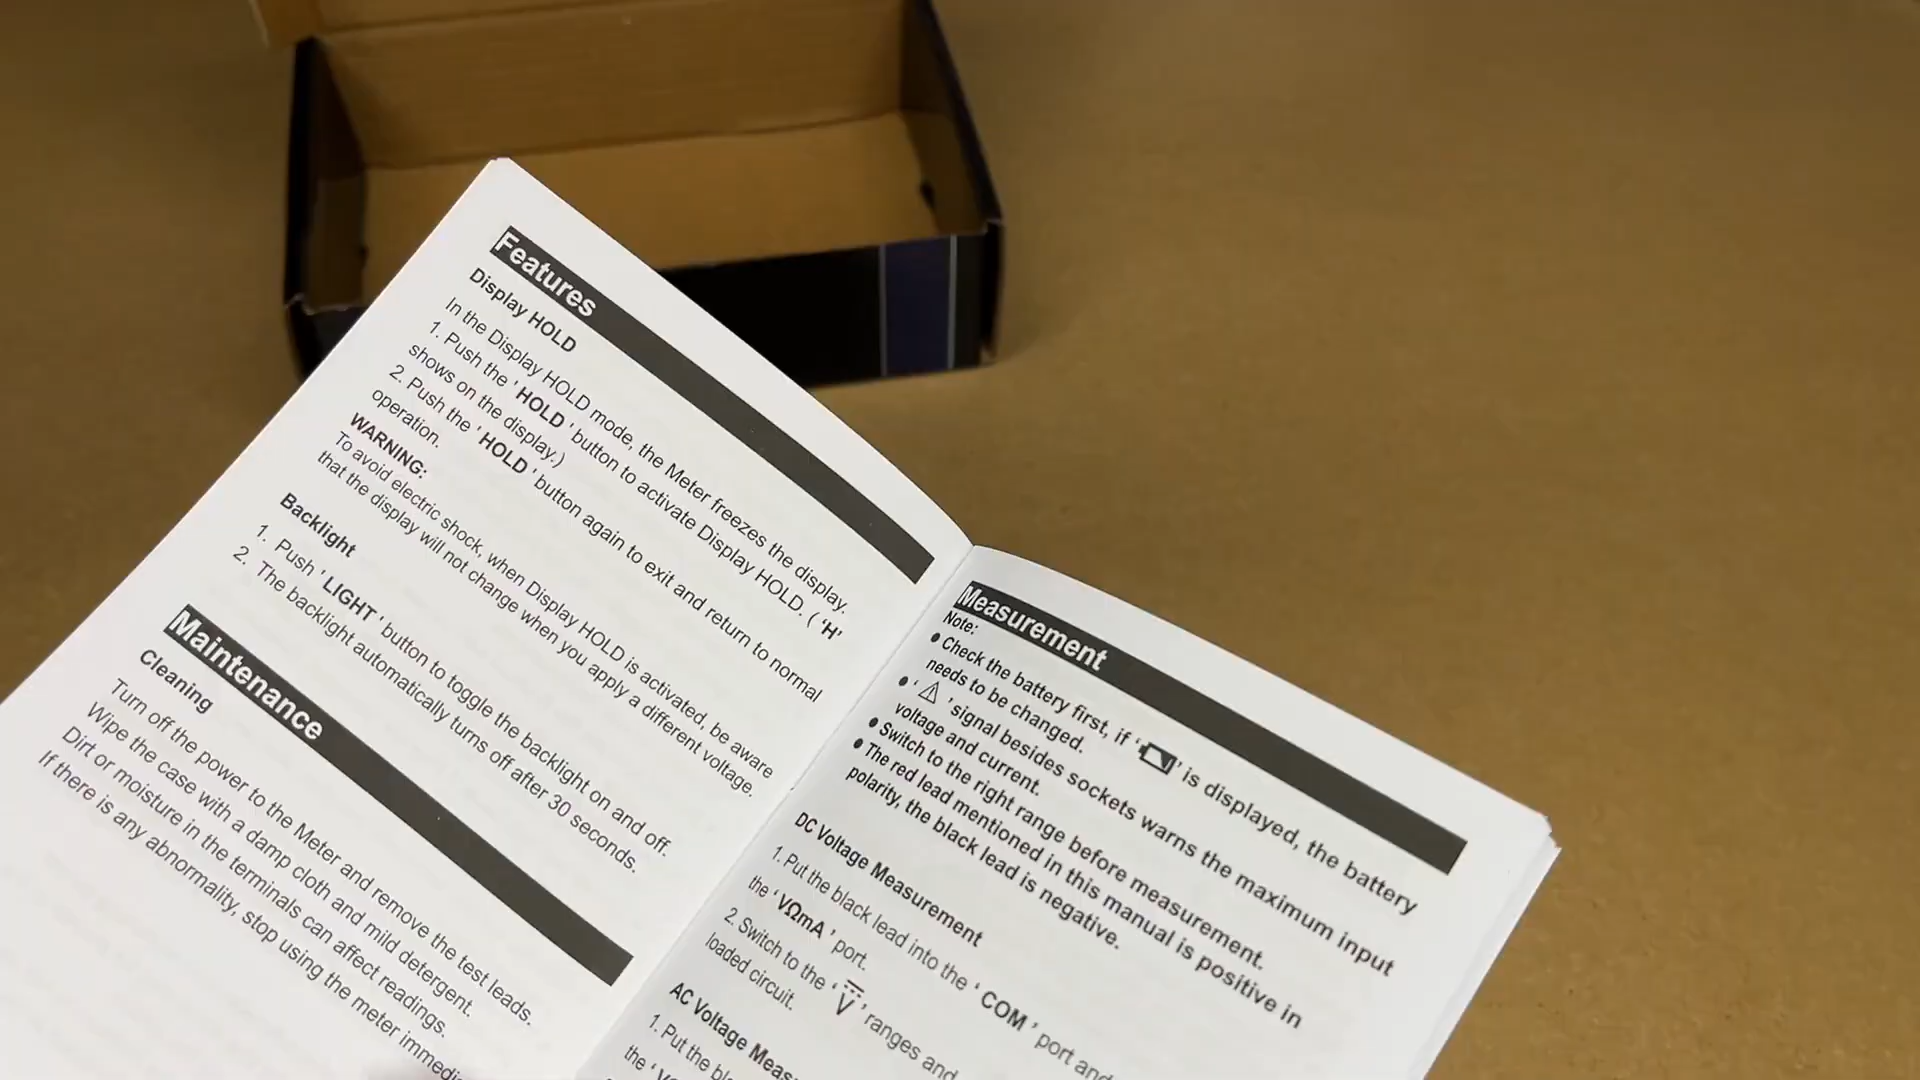 Features
Display HOLD
In the Display HOLD mode, the Meter freezes the display.
1. Push the ' HOLD ' button to activate Display HOLD. ( 'H'
shows on the display.)
2. Push the ' HOLD ' button again to exit and return to normal
operation.
WARNING:
To avoid electric shock, when Display HOLD is activated, be aware
that the display will not change when you apply a different voltage.
Backlight
1. Push ' LIGHT ' button to toggle the backlight on and off.
2. The backlight automatically turns off after 30 seconds.
Maintenance
Cleaning
Turn off the power to the Meter and remove the test leads.
Wipe the case with a damp cloth and mild detergent.
Dirt or moisture in the terminals can affect readings.
If there is any abnormality, stop using the meter
Measurement
Note:
● Check the battery first, if ' ' is displayed, the battery
needs to be changed.
● ' ⚠ ' signal besides sockets warns the maximum input
voltage and current.
● Switch to the right range before measurement.
● The red lead mentioned in this manual is positive in
polarity, the black lead is negative.
DC Voltage Measurement
1. Put the black lead into the ' COM ' port and
the ' VΩmA ' port.
2. Switch to the ' V ' ranges and
loaded circuit.
AC Voltage
1. Put the
the '